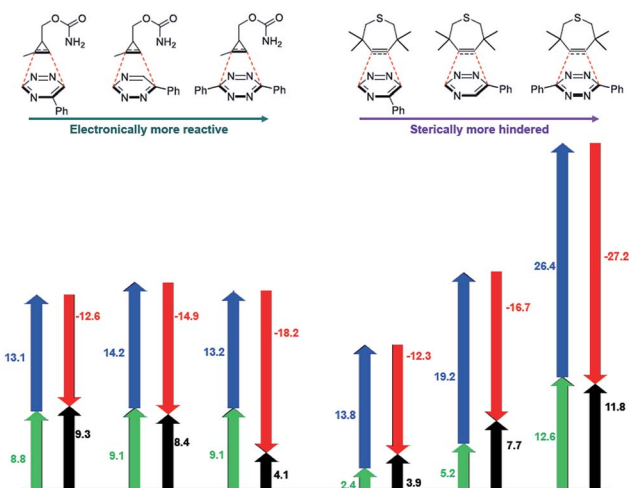 O O
NH₂
O O
NH₂
O O
NH₂
S
S
S
N N
N
Ph
N
N N
Ph
N N
N N
Ph Ph
N N
N
Ph
N N
N
Ph
N N
N N
Ph Ph
Electronically more reactive
Sterically more hindered
13.1
-12.6
8.8
9.3
14.2
-14.9
9.1
8.4
13.2
-18.2
9.1
4.1
13.8
-12.3
2.4
3.9
19.2
-16.7
5.2
7.7
26.4
-27.2
12.6
11.8